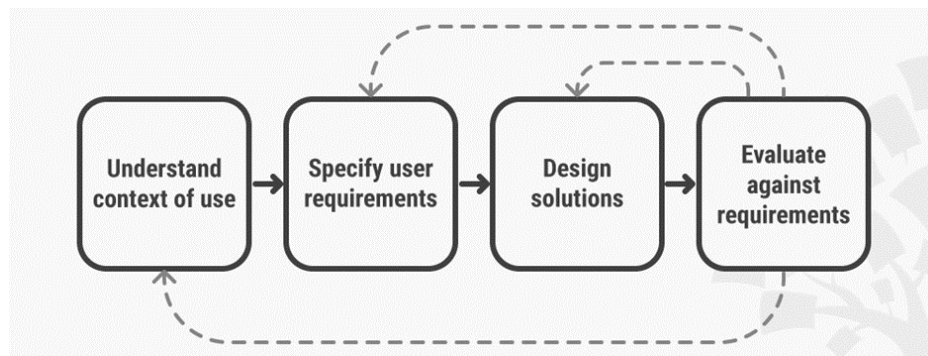 Understand
context of use
Specify user
requirements
Design
solutions
Evaluate
against
requirements